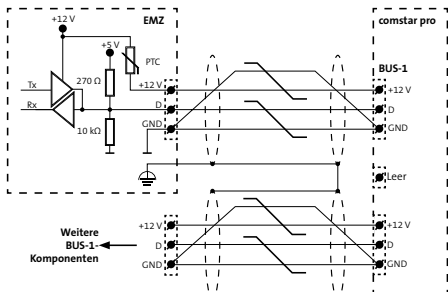 EMZ
comstar pro
+12 V
+5 V
PTC
270 Ω
BUS-1
+12 V
+12 V
Tx
D
D
Rx
GND
GND
10 kΩ
Leer
+12 V
+12 V
Weitere
BUS-1-
Komponenten
D
D
GND
GND